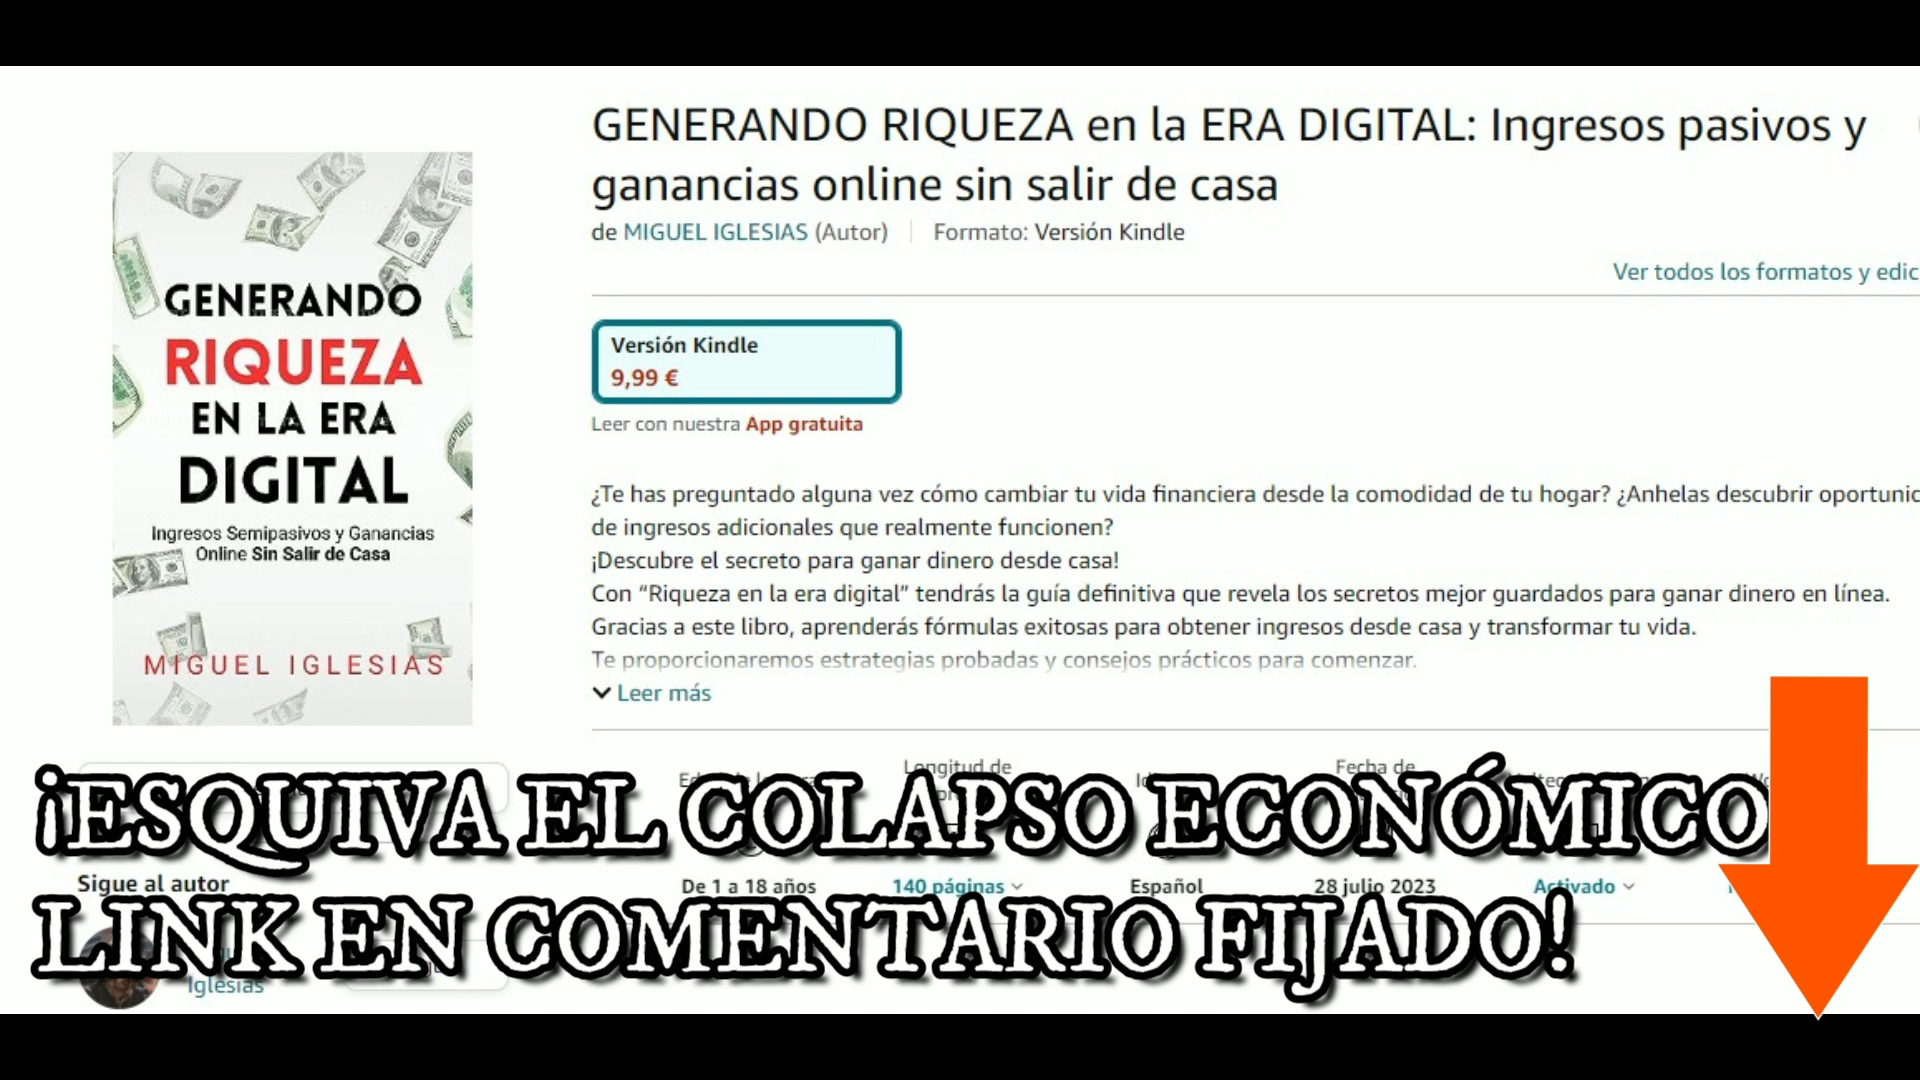 GENERANDO RIQUEZA en la ERA DIGITAL: Ingresos pasivos y
ganancias online sin salir de casa
de MIGUEL IGLESIAS (Autor) Formato: Versión Kindle
Ver todos los formatos y
Versión Kindle
9,99 €
Leer con nuestra App gratuita
¿Te has preguntado alguna vez cómo cambiar tu vida financiera desde la comodidad de tu hogar? ¿Anhelas descubrir
de ingresos adicionales que realmente funcionen?
¡Descubre el secreto para ganar dinero desde casa!
Con “Riqueza en la era digital” tendrás la guía definitiva que revela los secretos mejor guardados para ganar dinero en línea.
Gracias a este libro, aprenderás fórmulas exitosas para obtener ingresos desde casa y transformar tu vida.
Te proporcionaremos estrategias probadas y consejos prácticos para comenzar.
Leer más
GENERANDO
RIQUEZA
EN LA ERA
DIGITAL
Ingresos Semipasivos y Ganancias
Online Sin Salir de Casa
MIGUEL IGLESIAS
Longitud de
Fecha de
¡ESQUIVA EL COLAPSO ECONÓMICO
Sigue al autor
De 1 a 18 años 140 páginas Español 28 julio 2023 Activado
LINK EN COMENTARIO FIJADO!
Iglesias